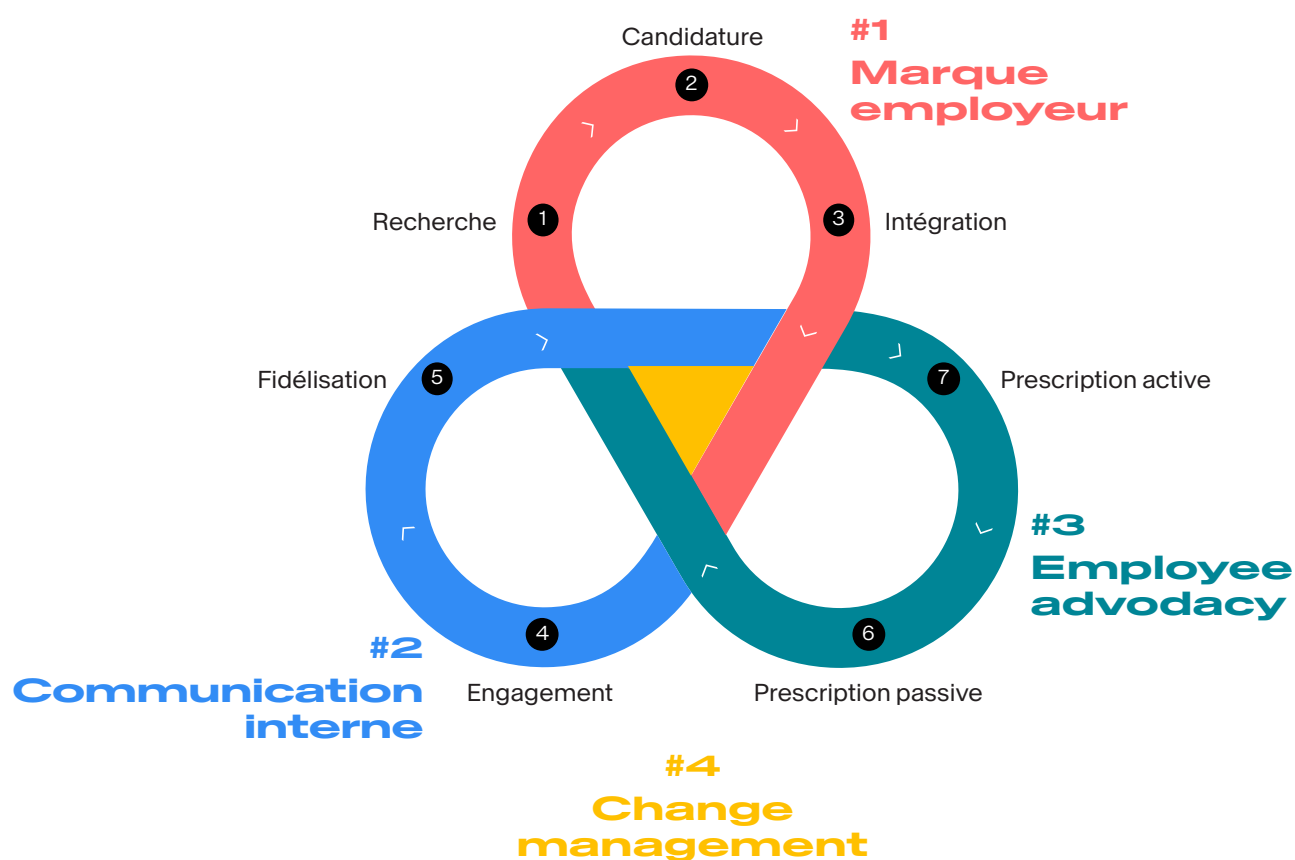 Candidature
#1
Marque
employeur
2
Recherche
1
3
Intégration
Fidélisation
5
7
Prescription active
#3
Employee
advodacy
4
6
#2
Communication
interne
Engagement
Prescription passive
#4
Change
management